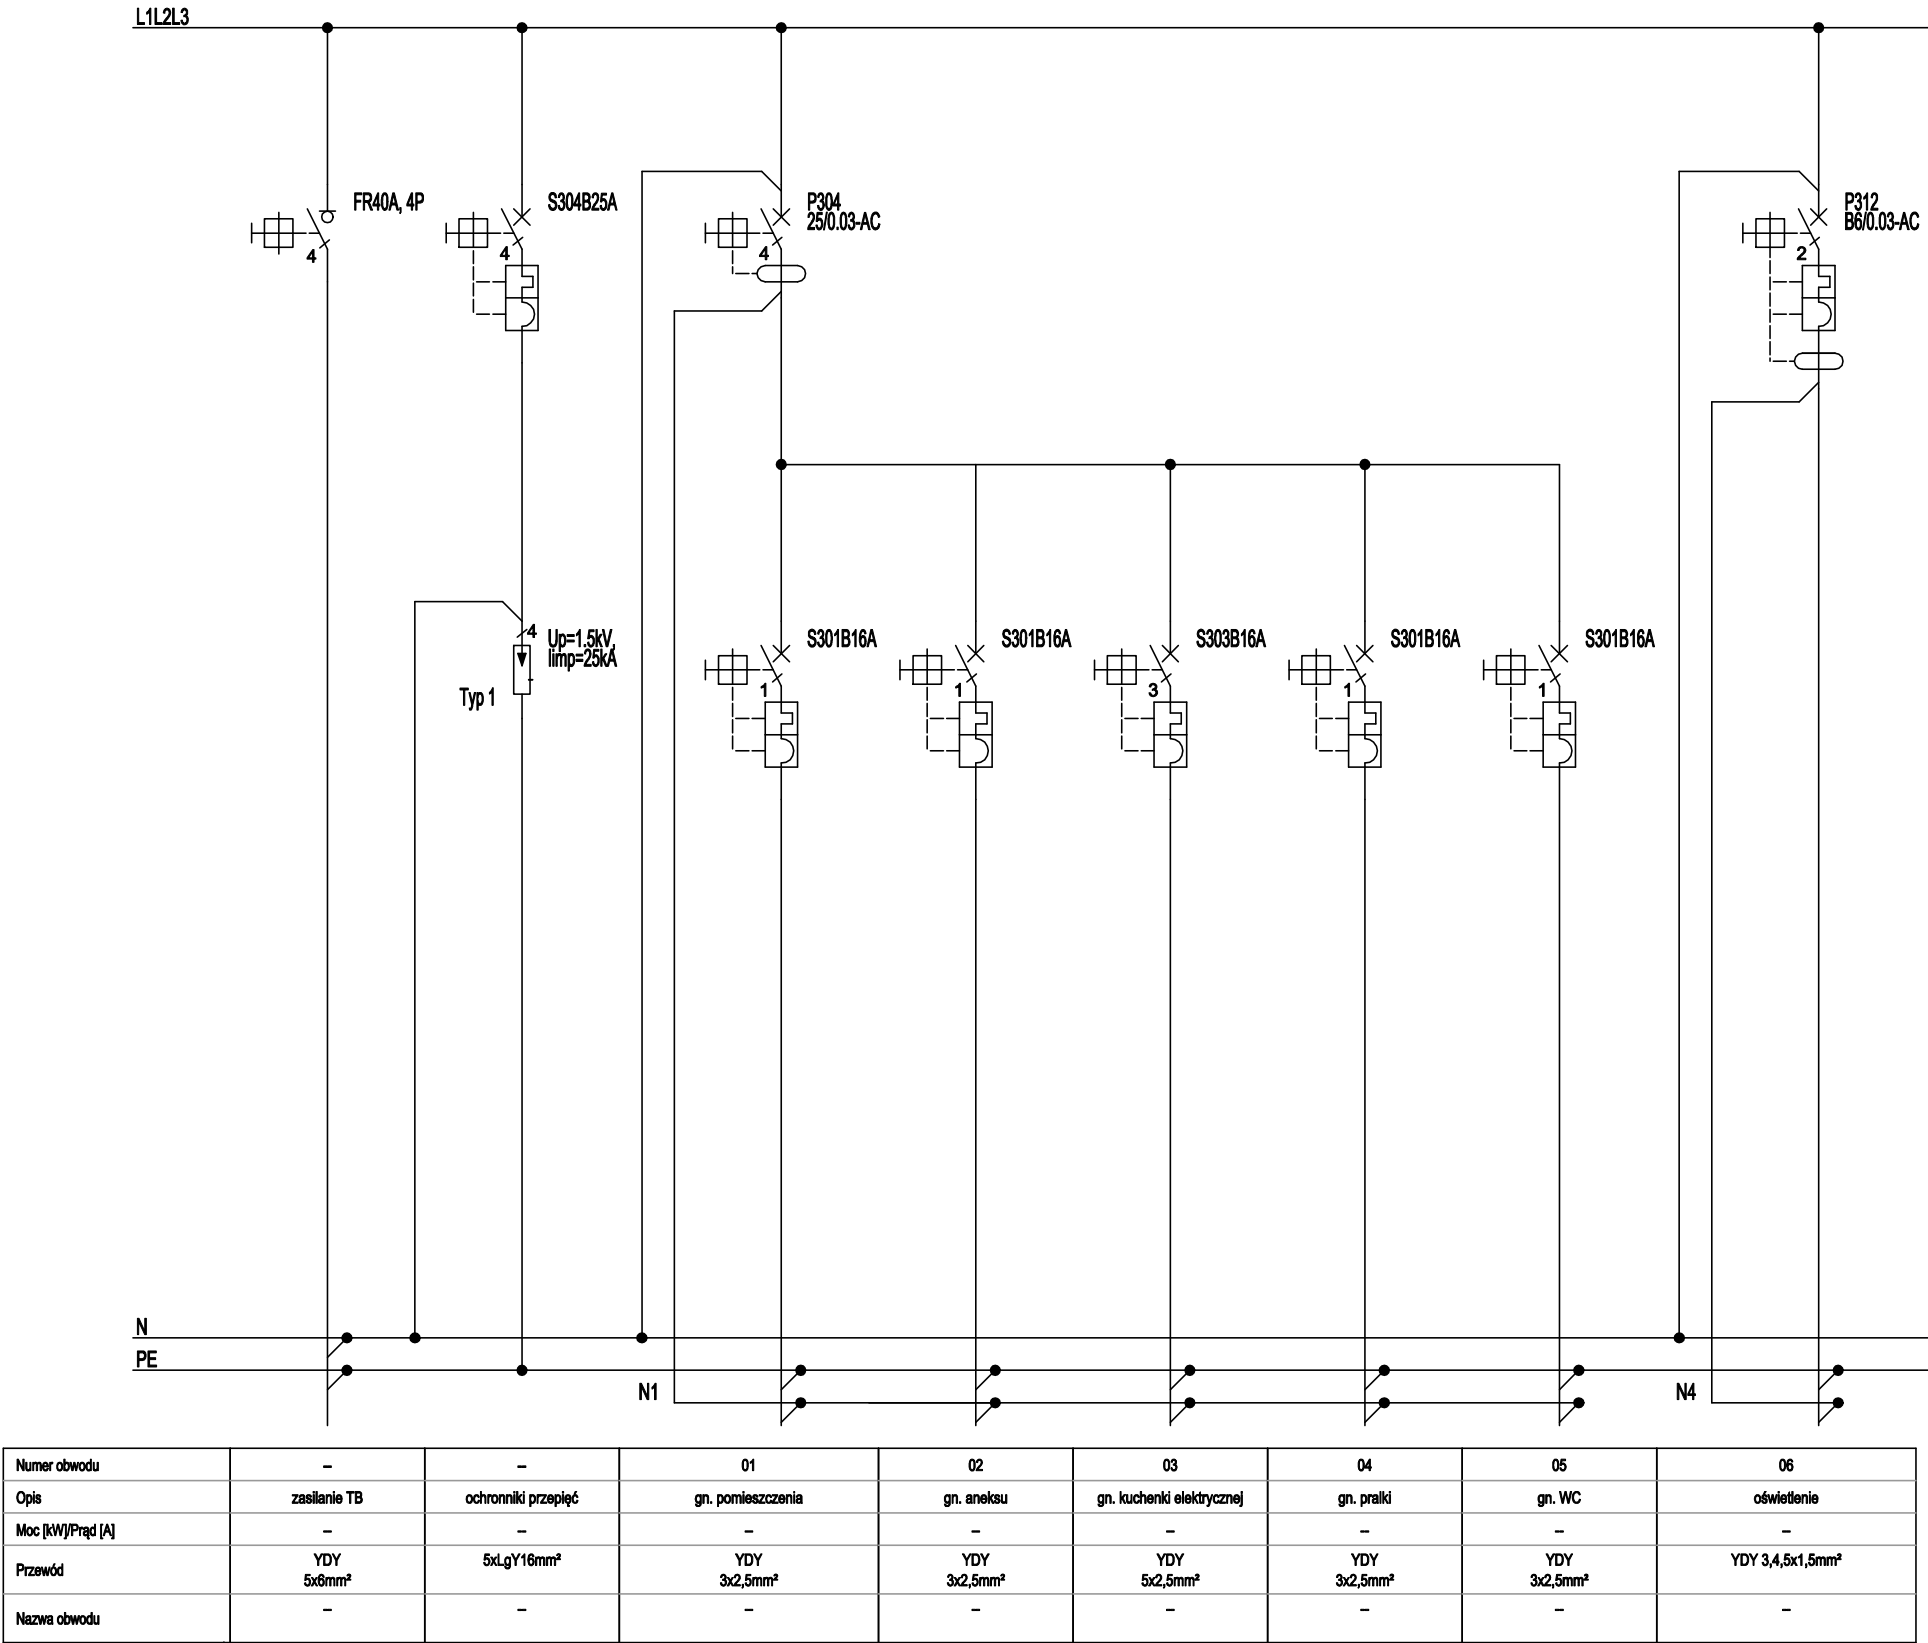 L1L2L3
FR40A, 4P
4
S304B25A
4
P304
25/0.03-AC
4
P312
B6/0.03-AC
2
4
Up=1.5kV,
Iimp=25kA
Typ 1
S301B16A
1
S301B16A
1
S303B16A
3
S301B16A
1
S301B16A
1
N
PE
N1
N4
Numer obwodu – – 01 02 03 04 05 06
Opis zasilanie TB ochronniki przepięć gn. pomieszczenia gn. aneksu gn. kuchenki elektrycznej gn. pralki gn. WC oświetlenie
Moc [kW]/Prąd [A] – – – – – – – –
Przewód YDY 5xLgY16mm² YDY YDY YDY YDY YDY YDY 3,4,5x1,5mm²
5x6mm² 3x2,5mm² 3x2,5mm² 5x2,5mm² 3x2,5mm² 3x2,5mm²
Nazwa obwodu – – – – – – – –